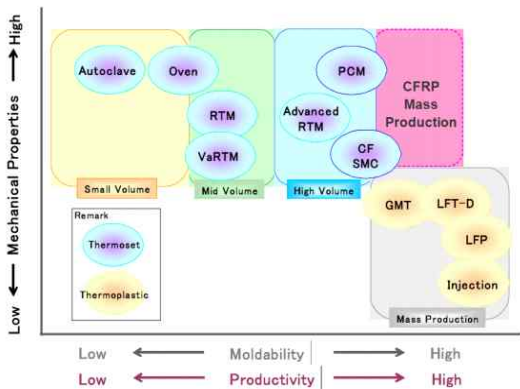 High
Mechanical Properties
Low
Autoclave
Oven
PCM
CFRP
Mass
Production
RTM
Advanced
RTM
VaRTM
CF
SMC
Small Volume
Mid Volume
High Volume
GMT
LFT-D
LFP
Injection
Mass Production
Remark
Thermoset
Thermoplastic
Low Moldability High
Low Productivity High